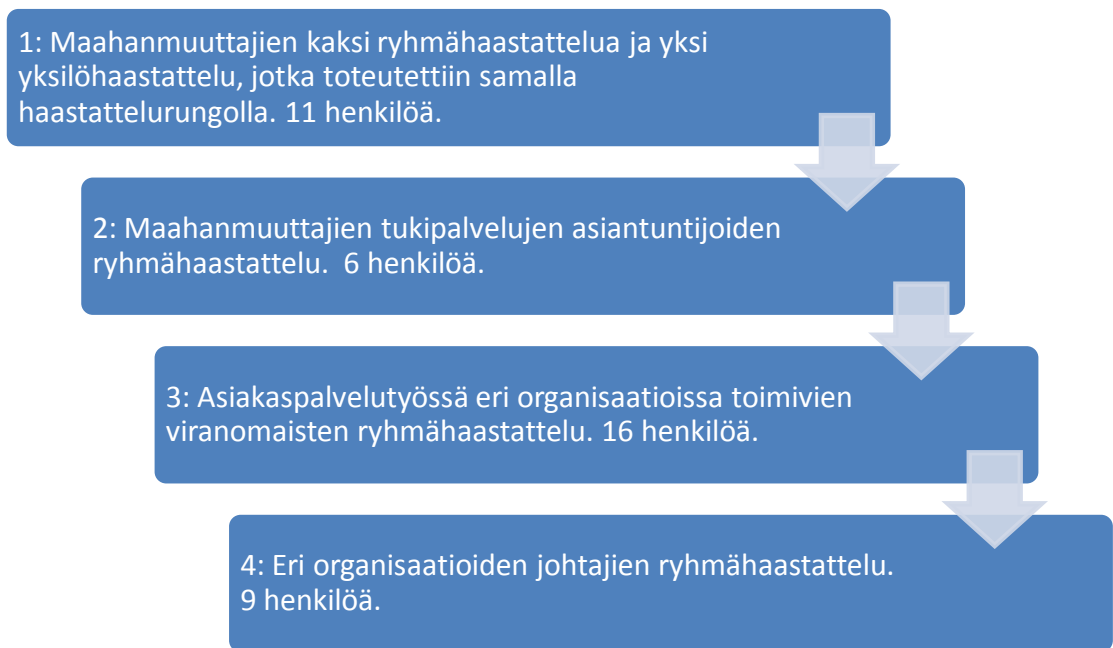 1: Maahanmuuttajien kaksi ryhmähaastattelua ja yksi
yksilöhaastattelu, jotka toteutettiin samalla
haastattelurungolla. 11 henkilöä.
2: Maahanmuuttajien tukipalvelujen asiantuntijoiden
ryhmähaastattelu.  6 henkilöä.
3: Asiakaspalvelutyössä eri organisaatioissa toimivien
viranomaisten ryhmähaastattelu. 16 henkilöä.
4: Eri organisaatioiden johtajien ryhmähaastattelu.
9 henkilöä.